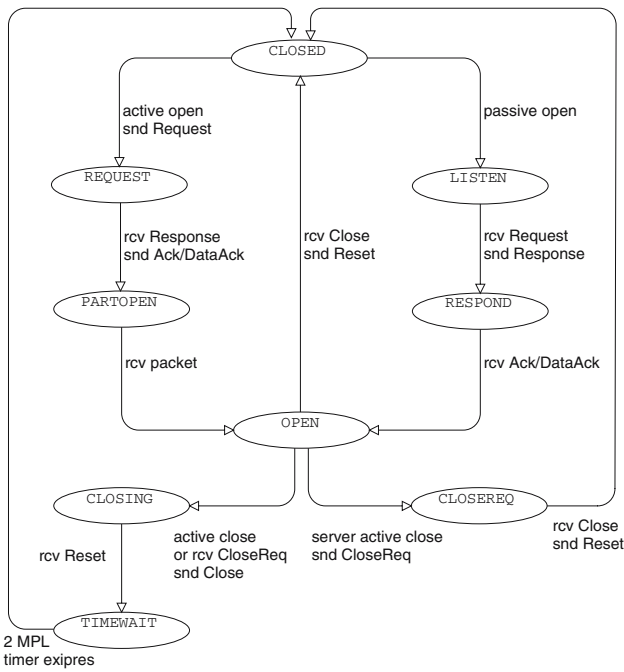 CLOSED
active open
snd Request
passive open
REQUEST
LISTEN
rcv Response
snd Ack/DataAck
rcv Close
snd Reset
rcv Request
snd Response
PARTOPEN
RESPOND
rcv packet
rcv Ack/DataAck
OPEN
CLOSING
CLOSEREQ
rcv Reset
active close
or rcv CloseReq
snd Close
server active close
snd CloseReq
rcv Close
snd Reset
TIMEWAIT
2 MPL
timer exipres